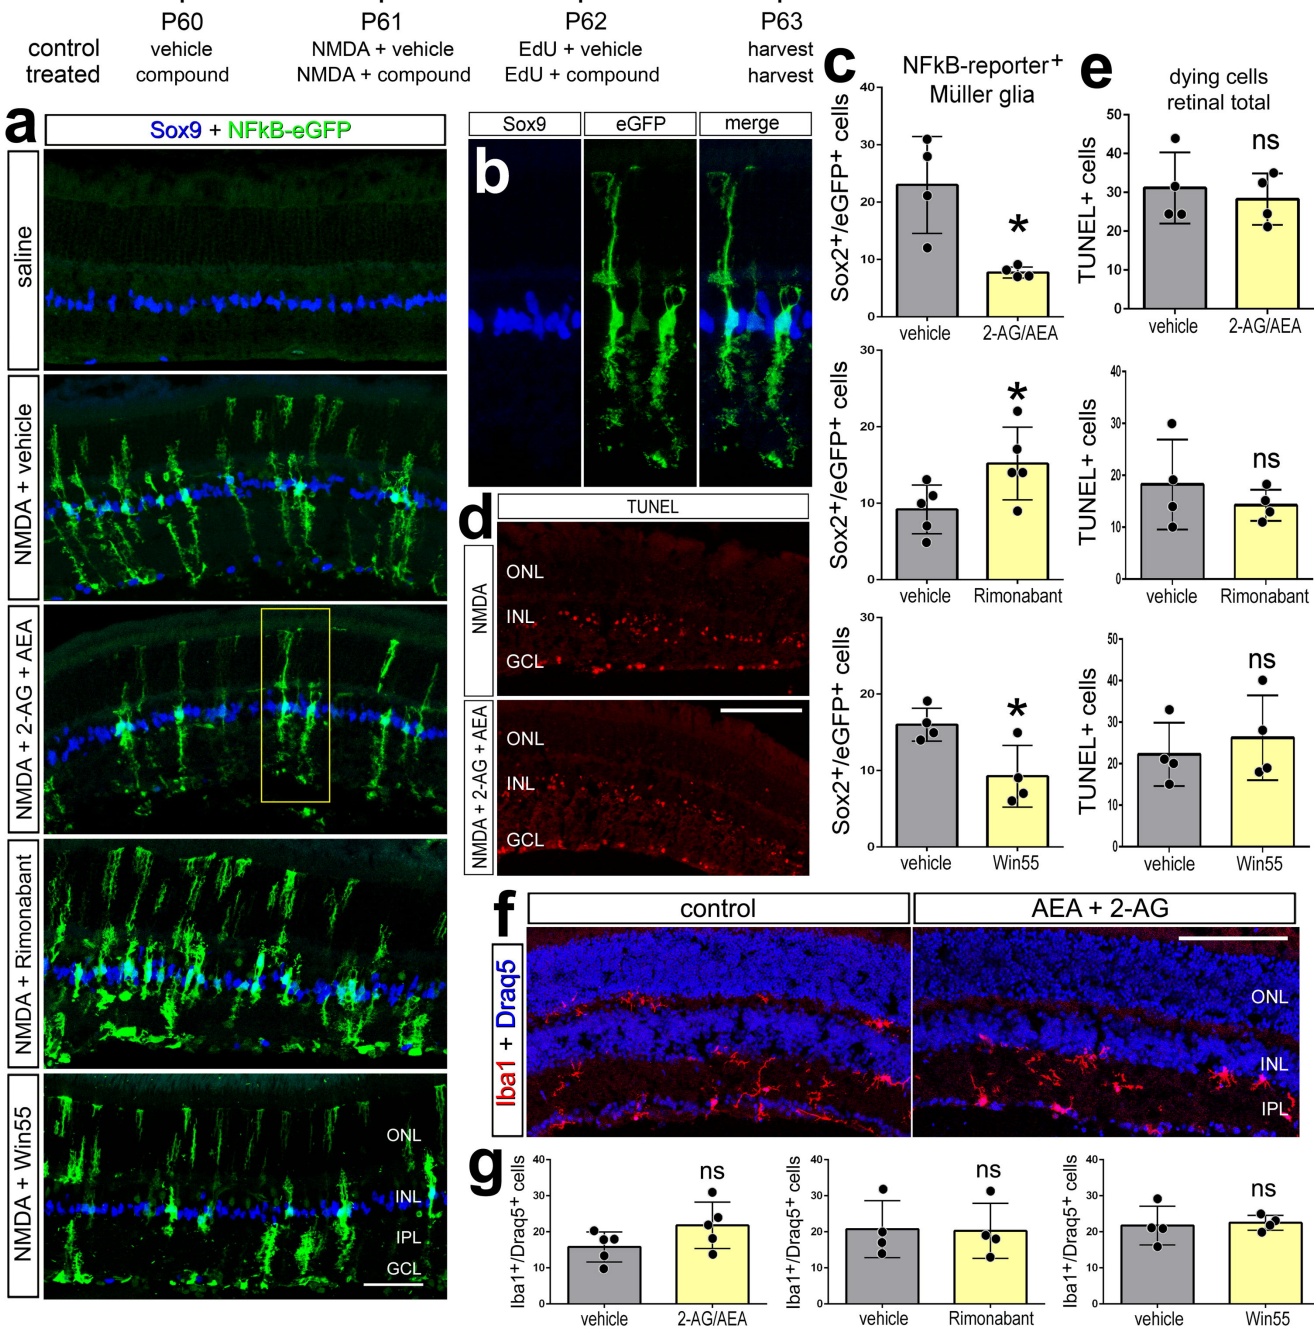 P60 P61 P62 P63
control vehicle NMDA + vehicle EdU + vehicle harvest
treated compound NMDA + compound EdU + compound harvest
a
Sox9 + NFkB-eGFP
saline
NMDA + vehicle
NMDA + 2-AG + AEA
NMDA + Rimonabant
NMDA + Win55
ONL
INL
IPL
GCL
b
Sox9 eGFP merge
c
NFkB-reporter+
Müller glia
Sox2+/eGFP+ cells
40
30
20
10
0
*
vehicle 2-AG/AEA
Sox2+/eGFP+ cells
30
20
10
0
*
vehicle Rimonabant
Sox2+/eGFP+ cells
30
20
10
0
*
vehicle Win55
d
TUNEL
NMDA
ONL
INL
GCL
NMDA + 2-AG + AEA
ONL
INL
GCL
e
dying cells
retinal total
TUNEL+ cells
50
40
30
20
10
0
ns
vehicle 2-AG/AEA
TUNEL+ cells
40
30
20
10
0
ns
vehicle Rimonabant
TUNEL+ cells
50
40
30
20
10
0
ns
vehicle Win55
f
control AEA + 2-AG
Iba1 + Draq5
ONL
INL
IPL
g
Iba1+/Draq5+ cells
40
30
20
10
0
ns
vehicle 2-AG/AEA
Iba1+/Draq5+ cells
40
30
20
10
0
ns
vehicle Rimonabant
Iba1+/Draq5+ cells
40
30
20
10
0
ns
vehicle Win55